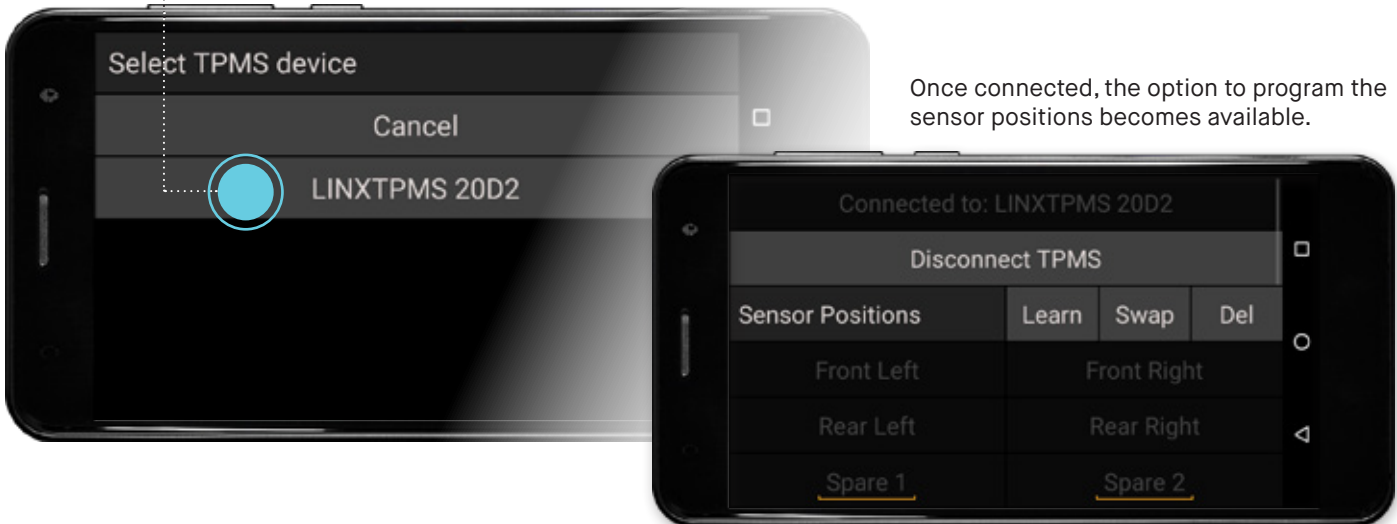 Select TPMS device
Cancel
LINXTPMS 20D2
Once connected, the option to program the
sensor positions becomes available.
Connected to: LINXTPMS 20D2
Disconnect TPMS
Sensor Positions Learn Swap Del
Front Left Front Right
Rear Left Rear Right
Spare 1 Spare 2